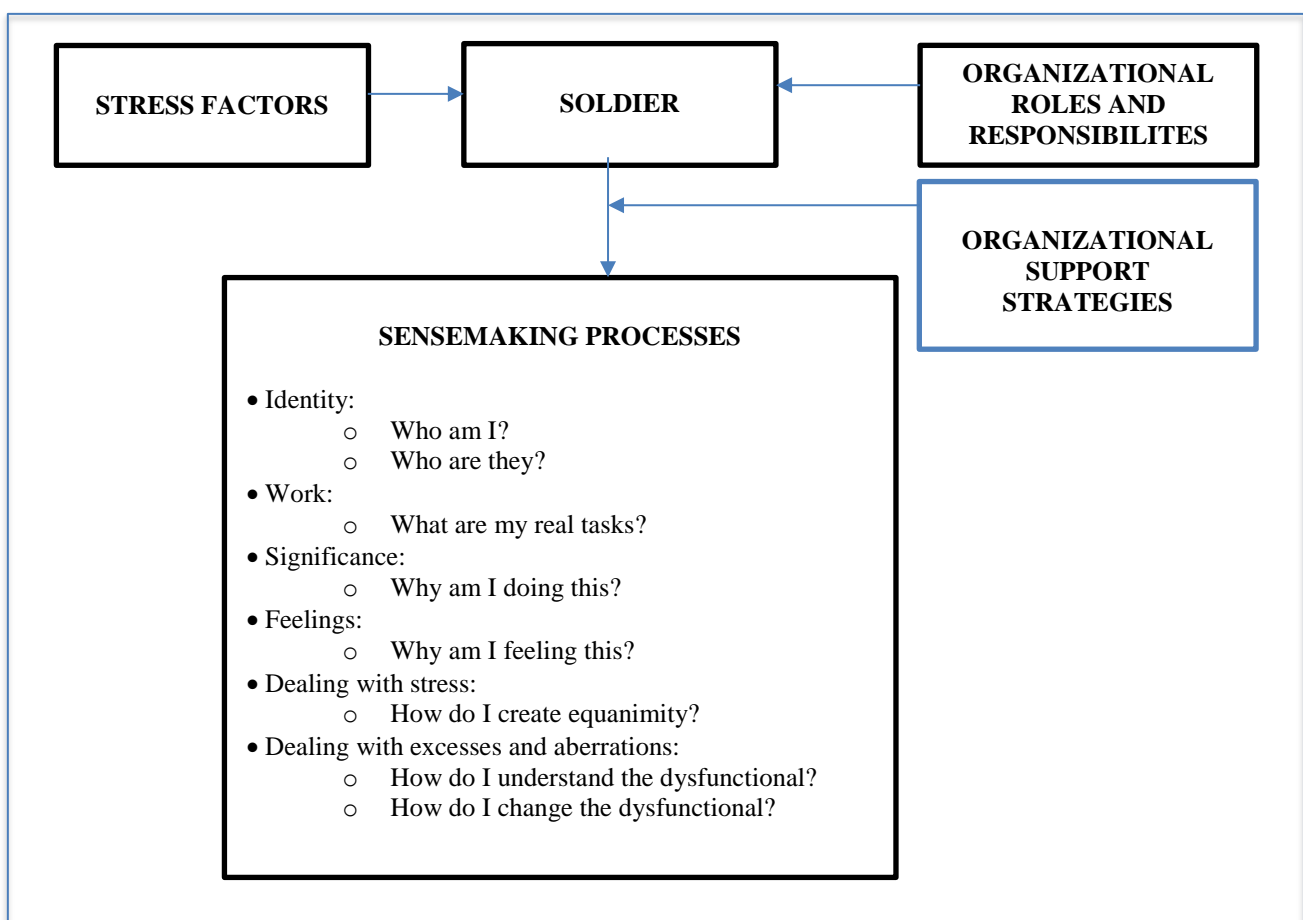 STRESS FACTORS
SOLDIER
ORGANIZATIONAL
ROLES AND
RESPONSIBILITES
ORGANIZATIONAL
SUPPORT
STRATEGIES
SENSEMAKING PROCESSES
• Identity:
o Who am I?
o Who are they?
• Work:
o What are my real tasks?
• Significance:
o Why am I doing this?
• Feelings:
o Why am I feeling this?
• Dealing with stress:
o How do I create equanimity?
• Dealing with excesses and aberrations:
o How do I understand the dysfunctional?
o How do I change the dysfunctional?